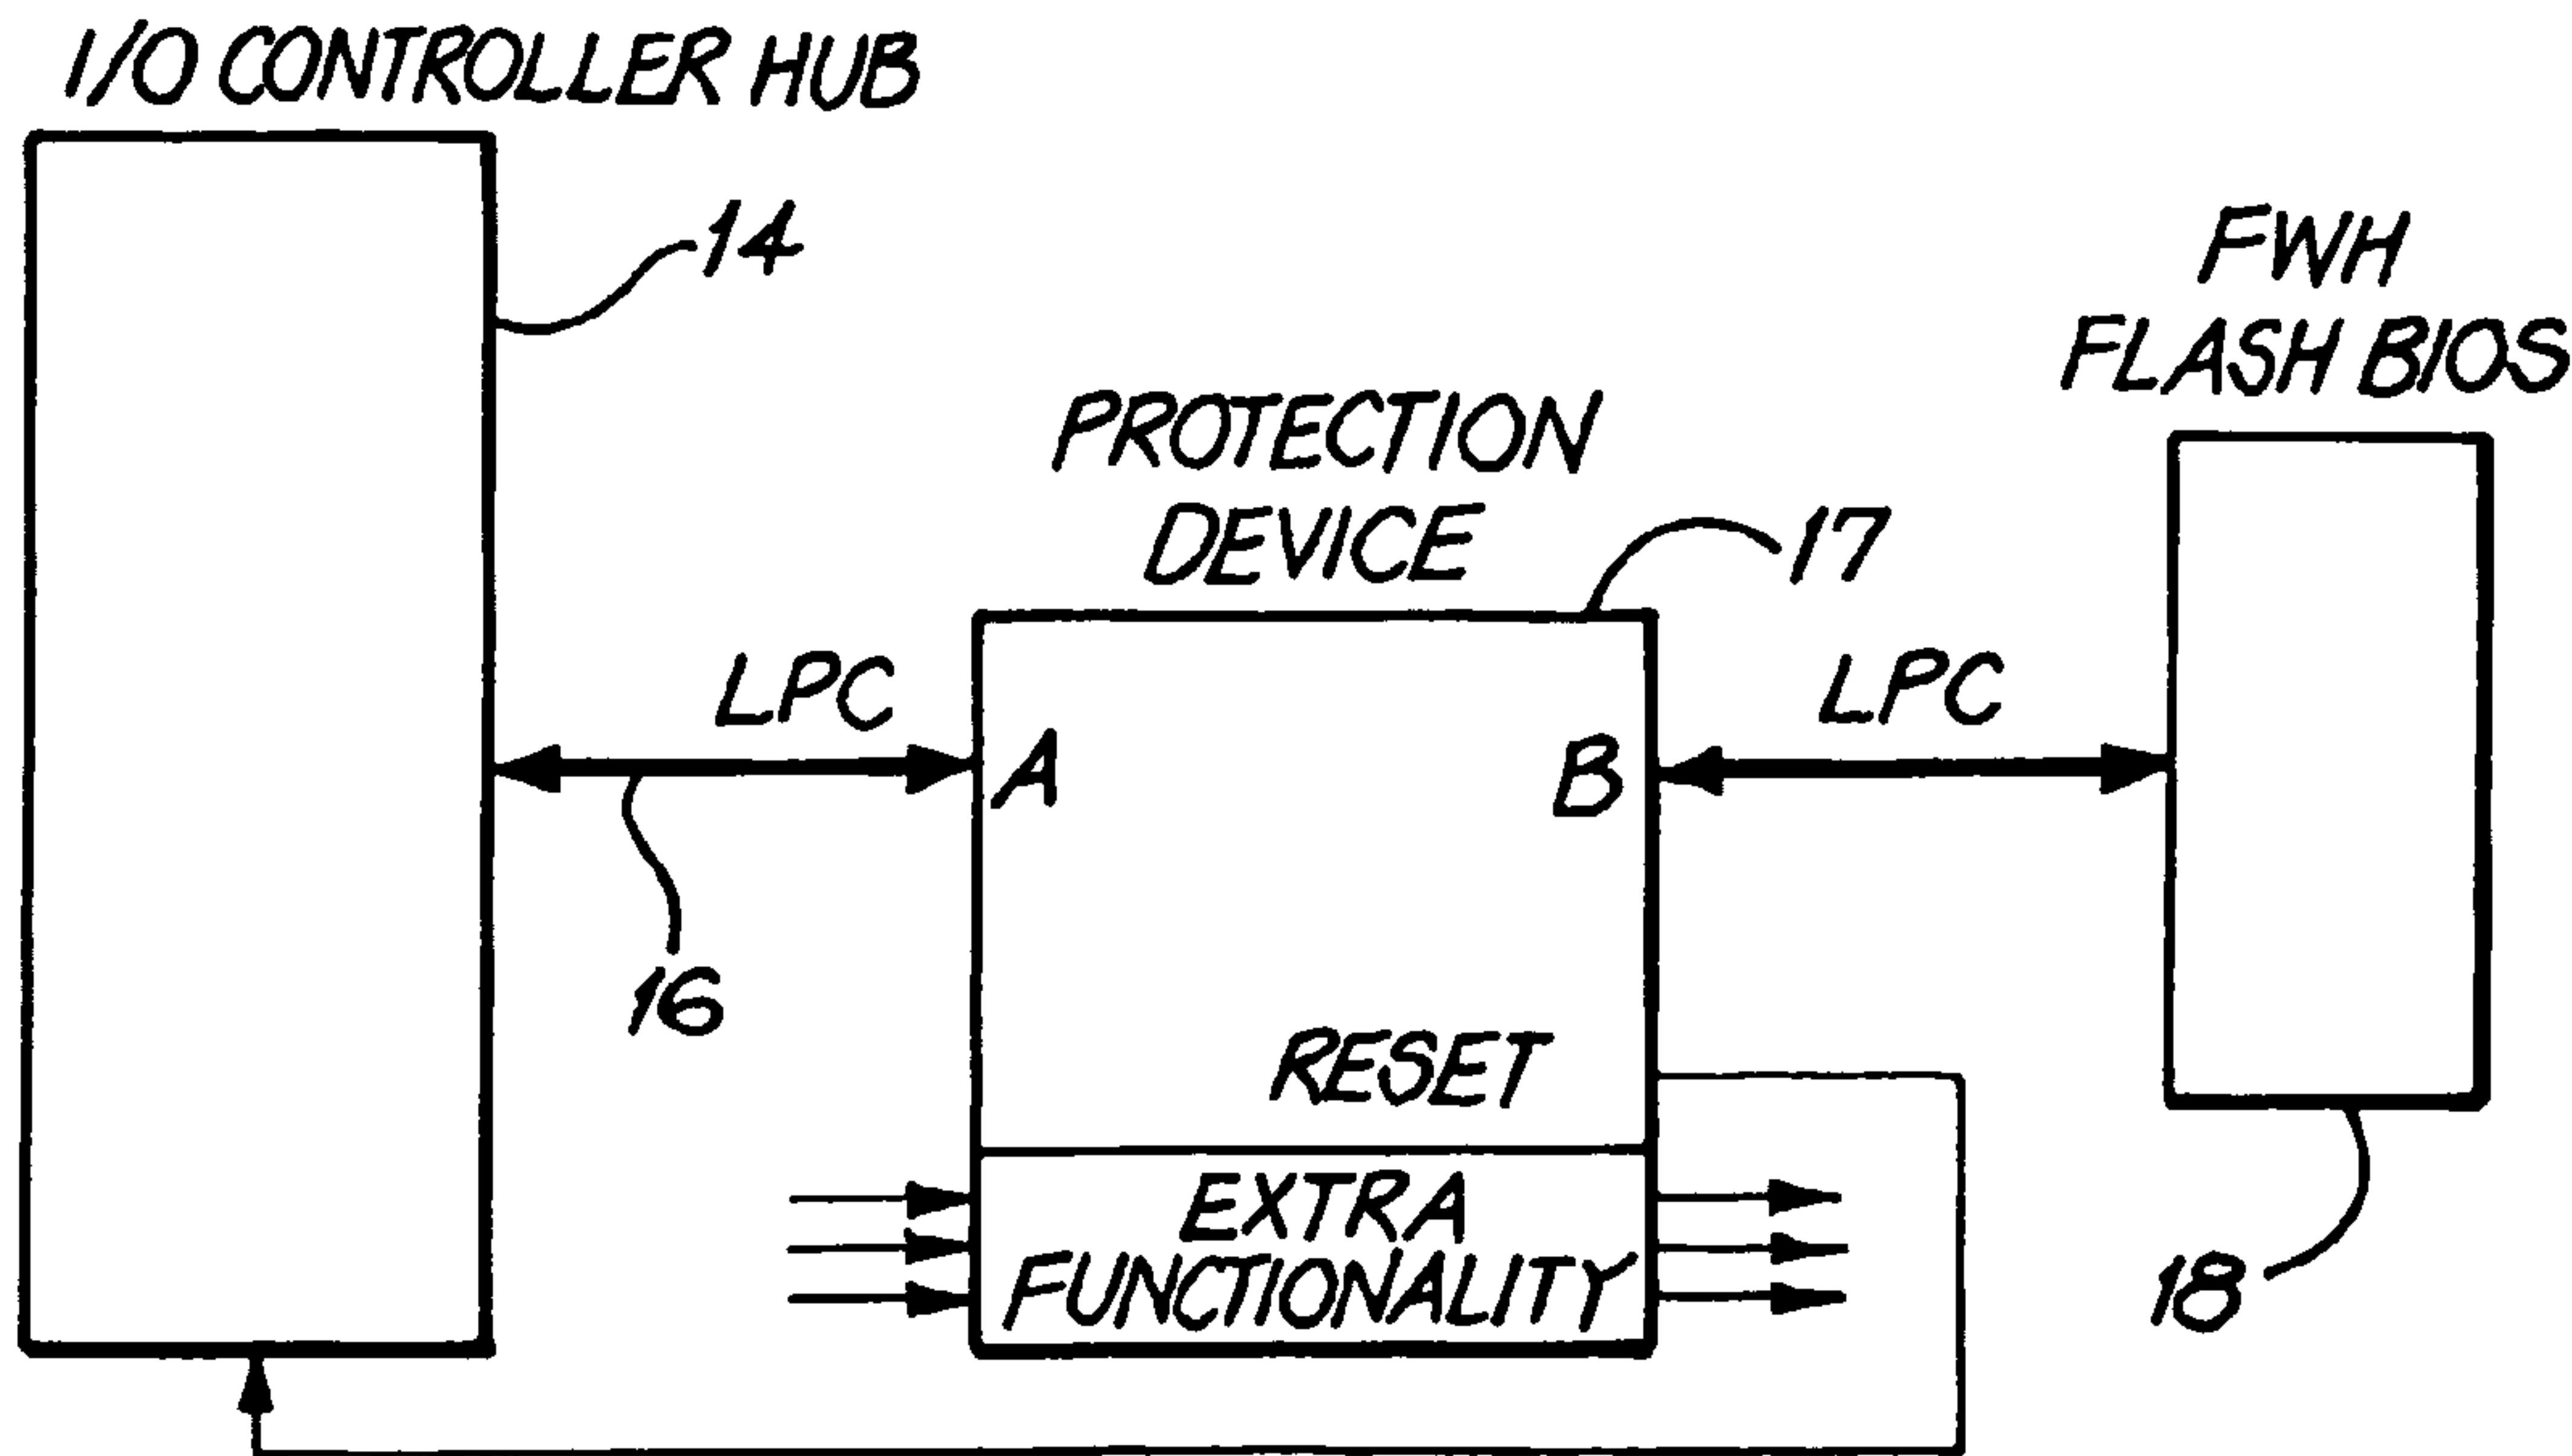 I/O CONTROLLER HUB
14
FWH
FLASH BIOS
PROTECTION
DEVICE
17
LPC
LPC
A
B
16
RESET
EXTRA
FUNCTIONALITY
18